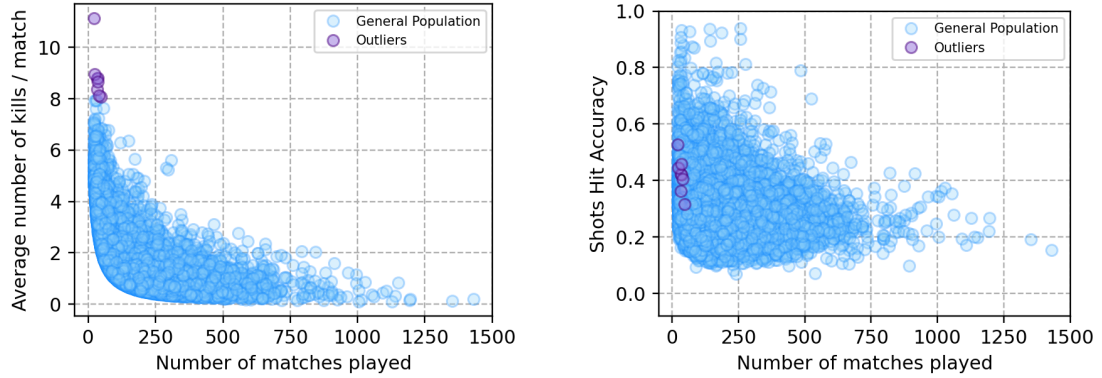 Average number of kills / match
10
8
6
4
2
0
General Population
Outliers
0 250 500 750 1000 1250 1500
Number of matches played
Shots Hit Accuracy
1.0
0.8
0.6
0.4
0.2
0.0
General Population
Outliers
0 250 500 750 1000 1250 1500
Number of matches played